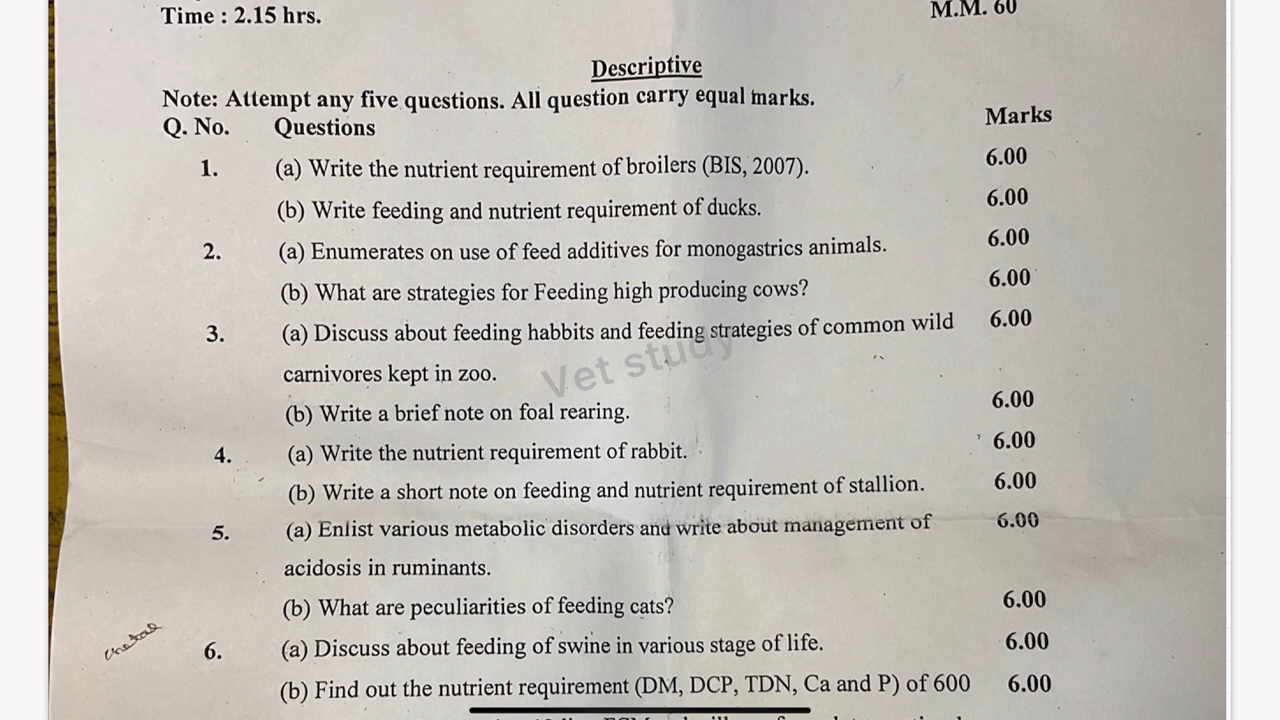 Time : 2.15 hrs.
M.M. 60
Descriptive
Note: Attempt any five questions. All question carry equal marks.
Q. No. Questions Marks
1. (a) Write the nutrient requirement of broilers (BIS, 2007). 6.00
(b) Write feeding and nutrient requirement of ducks. 6.00
2. (a) Enumerates on use of feed additives for monogastrics animals. 6.00
(b) What are strategies for Feeding high producing cows? 6.00
3. (a) Discuss about feeding habbits and feeding strategies of common wild 6.00
carnivores kept in zoo.
Vet study
(b) Write a brief note on foal rearing. 6.00
4. (a) Write the nutrient requirement of rabbit. 6.00
(b) Write a short note on feeding and nutrient requirement of stallion. 6.00
5. (a) Enlist various metabolic disorders and write about management of 6.00
acidosis in ruminants.
(b) What are peculiarities of feeding cats? 6.00
6. (a) Discuss about feeding of swine in various stage of life. 6.00
(b) Find out the nutrient requirement (DM, DCP, TDN, Ca and P) of 600 6.00